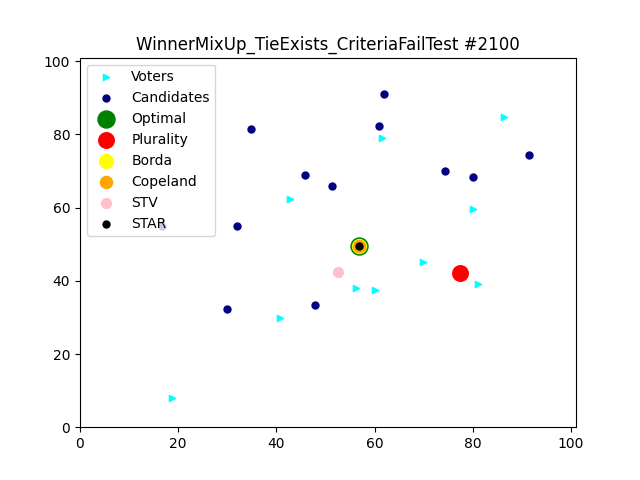 WinnerMixUp_TieExists_CriteriaFailTest #2100
100
80
60
40
20
0
Voters
Candidates
Optimal
Plurality
Borda
Copeland
STV
STAR
0 20 40 60 80 100